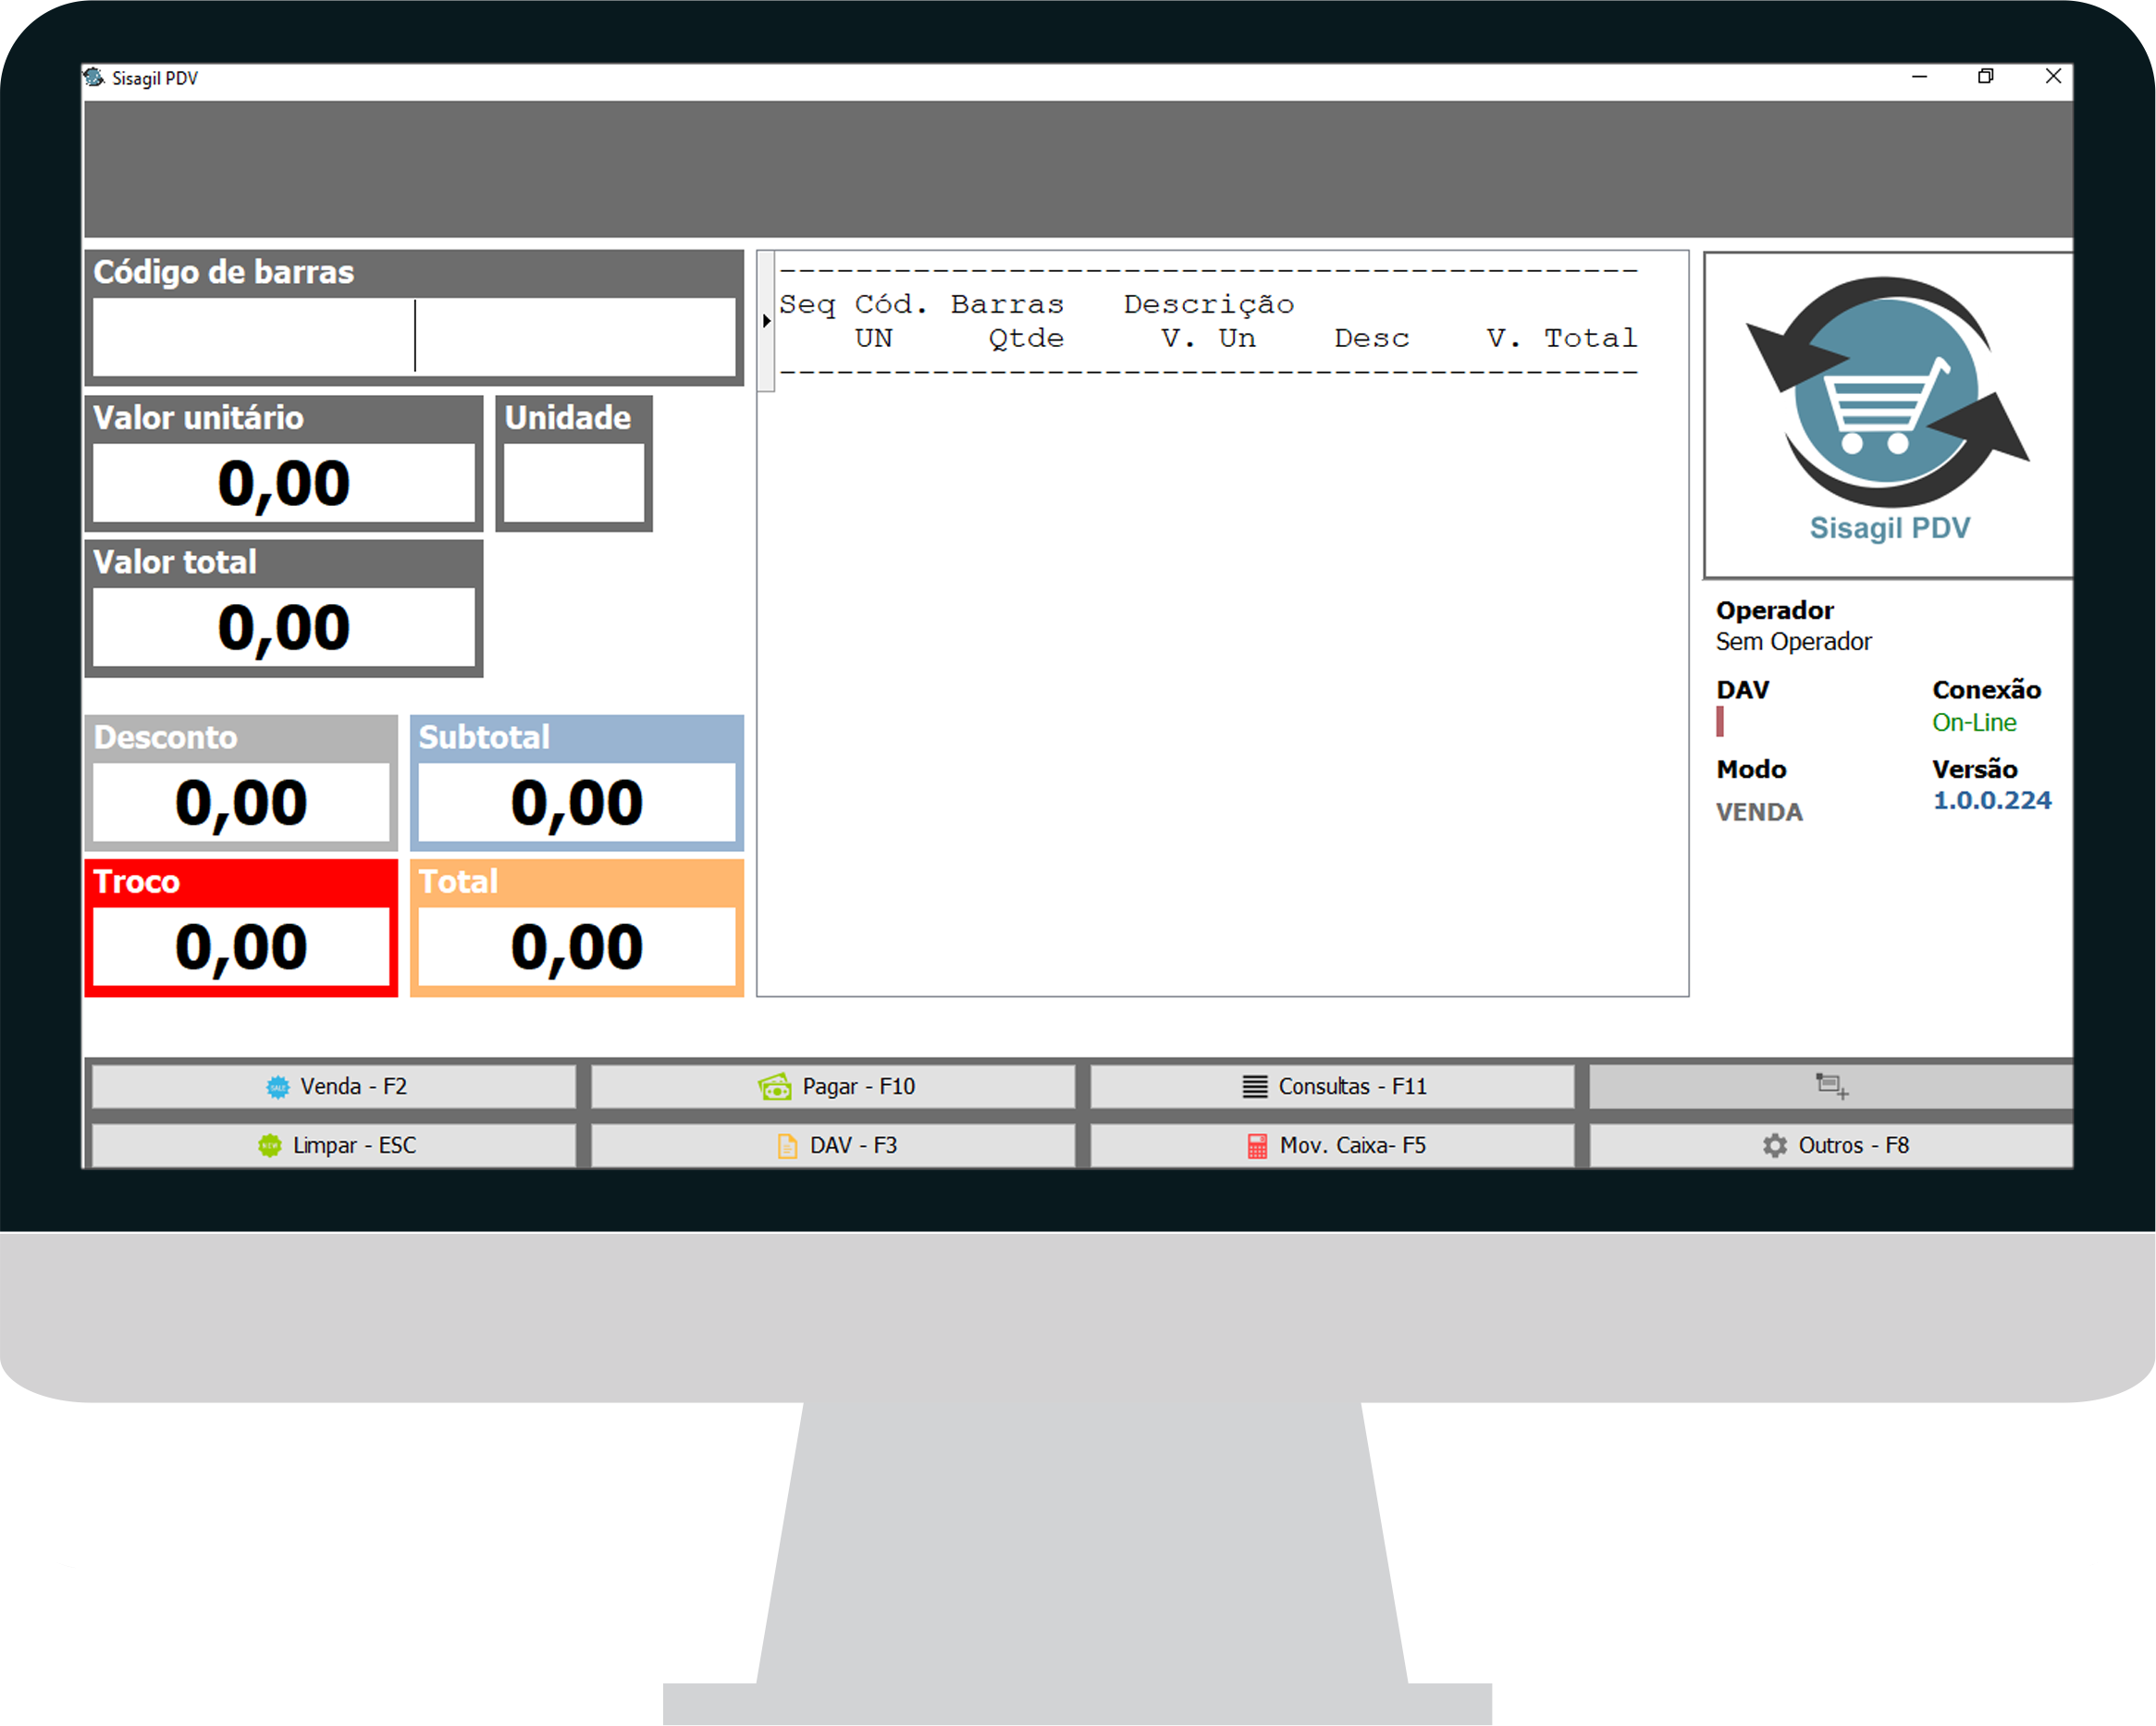 Sisagil PDV
Código de barras
Valor unitário
0,00
Unidade
Valor total
0,00
Desconto
0,00
Subtotal
0,00
Troco
0,00
Total
0,00
----------------------------------------------
Seq Cód. Barras Descrição
UN Qtde V. Un Desc V. Total
----------------------------------------------
Sisagil PDV
Operador
Sem Operador
DAV
Conexão
On-Line
Modo
VENDA
Versão
1.0.0.224
SALE Venda - F2
Pagar - F10
Consultas - F11
NEW Limpar - ESC
DAV - F3
Mov. Caixa- F5
Outros - F8